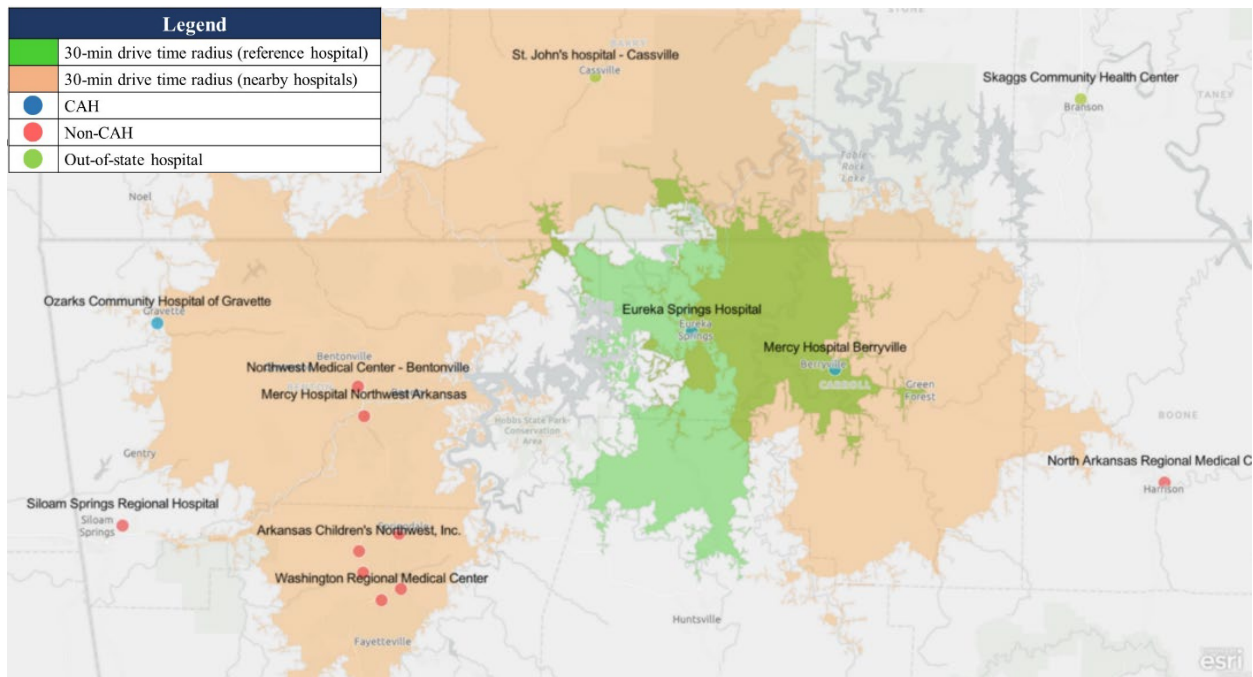 Legend
30-min drive time radius (reference hospital)
30-min drive time radius (nearby hospitals)
CAH
Non-CAH
Out-of-state hospital
St. John's hospital - Cassville
Cassville
Skaggs Community Health Center
Branson
TANEY
Table
Rock
Lake
Noel
Ozarks Community Hospital of Gravette
Gravette
Eureka Springs Hospital
Eureka
Springs
Mercy Hospital Berryville
Berryville
CARROLL
Green
Forest
Bentonville
Northwest Medical Center - Bentonville
Mercy Hospital Northwest Arkansas
Hobbs State Park-
Conservation
Area
BOONE
Gentry
North Arkansas Regional Medical C
Harrison
Siloam Springs Regional Hospital
Siloam
Springs
Arkansas Children's Northwest, Inc.
Washington Regional Medical Center
Huntsville
Fayetteville
esri